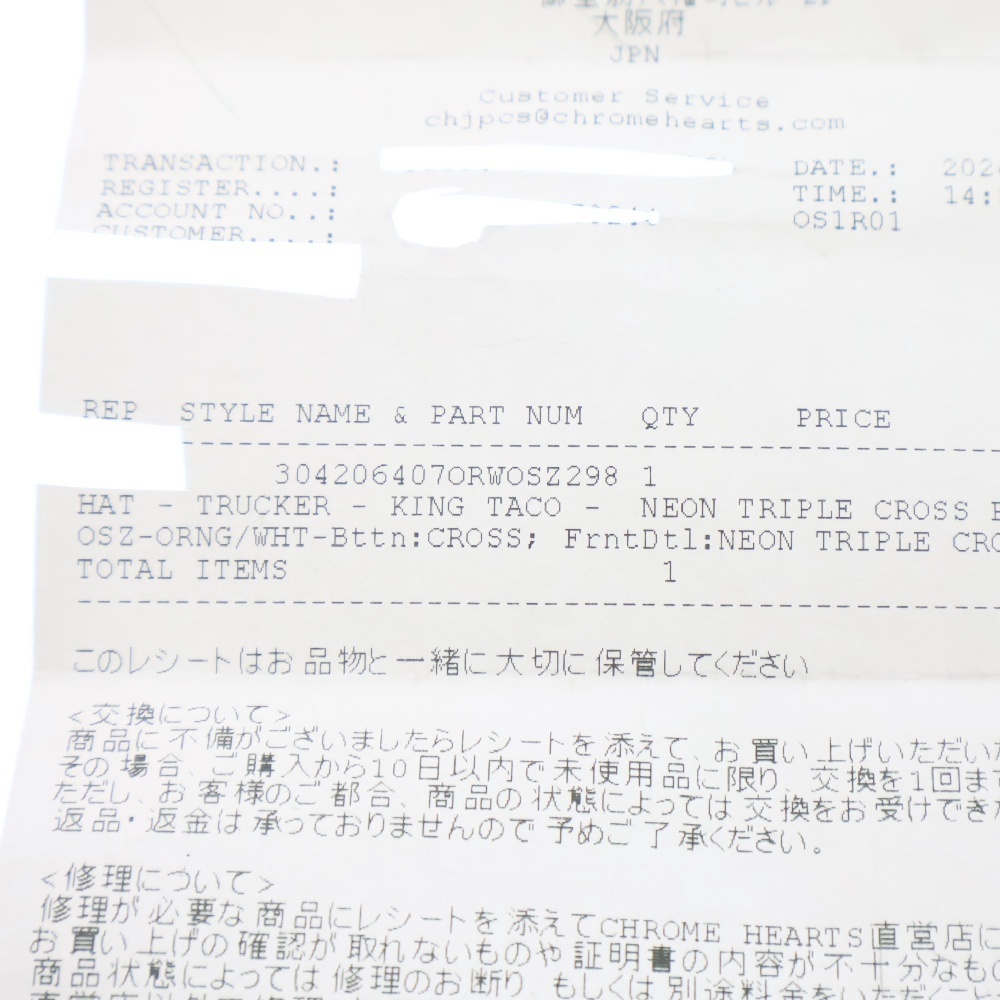 大阪府
JPN
Customer Service
chjpcs@chromehearts.com
TRANSACTION.: DATE.: 202
REGISTER....: TIME.: 14:
ACCOUNT NO..: OS1R01
CUSTOMER....:
REP STYLE NAME & PART NUM QTY PRICE
304206407ORWOSZ298 1
HAT - TRUCKER - KING TACO - NEON TRIPLE CROSS
OSZ-ORNG/WHT-Bttn:CROSS; FrntDtl:NEON TRIPLE CRO
TOTAL ITEMS 1
このレシートはお品物と一緒に大切に保管してください
<交換について>
商品に不備がございましたらレシートを添えて、お買い上げいただい
その場合、ご購入から10日以内で未使用品に限り、交換を1回ま
ただし、お客様のご都合、商品の状態によっては交換をお受けでき
返品・返金は承っておりませんので予めご了承ください。
<修理について>
修理が必要な商品にレシートを添えてCHROME HEARTS直営店に
お買い上げの確認が取れないものや証明書の内容が不十分なもの
商品状態によっては修理のお断り、もしくは別途料金をいただく